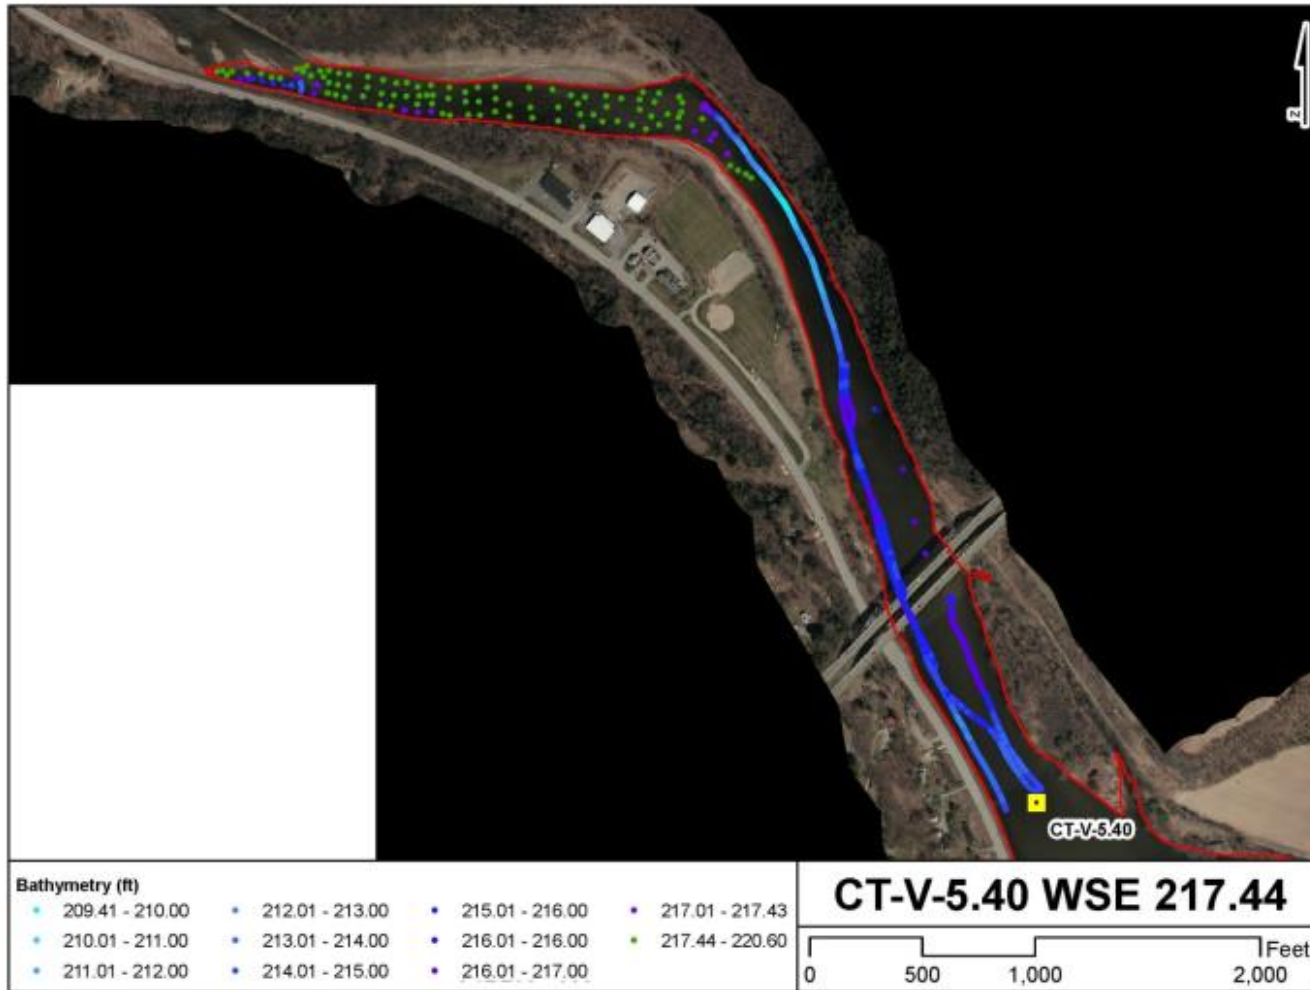 N
CT-V-5.40
Bathymetry (ft)
209.41 - 210.00
212.01 - 213.00
215.01 - 216.00
217.01 - 217.43
210.01 - 211.00
213.01 - 214.00
216.01 - 216.00
217.44 - 220.60
211.01 - 212.00
214.01 - 215.00
216.01 - 217.00
CT-V-5.40 WSE 217.44
Feet
0 500 1,000 2,000